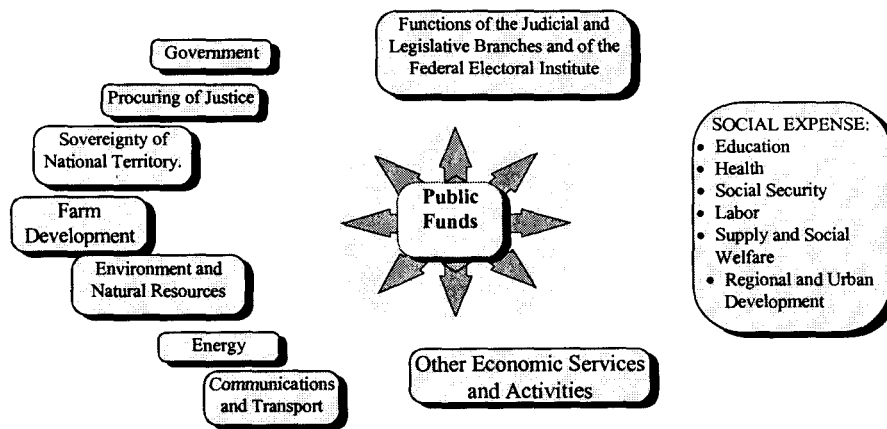 Functions of the Judicial and
Legislative Branches and of the
Federal Electoral Institute
Government
Procuring of Justice
Sovereignty of
National Territory.
Farm
Development
Environment and
Natural Resources
Energy
Communications
and Transport
Public
Funds
Other Economic Services
and Activities
SOCIAL EXPENSE:
• Education
• Health
• Social Security
• Labor
• Supply and Social
Welfare
• Regional and Urban
Development